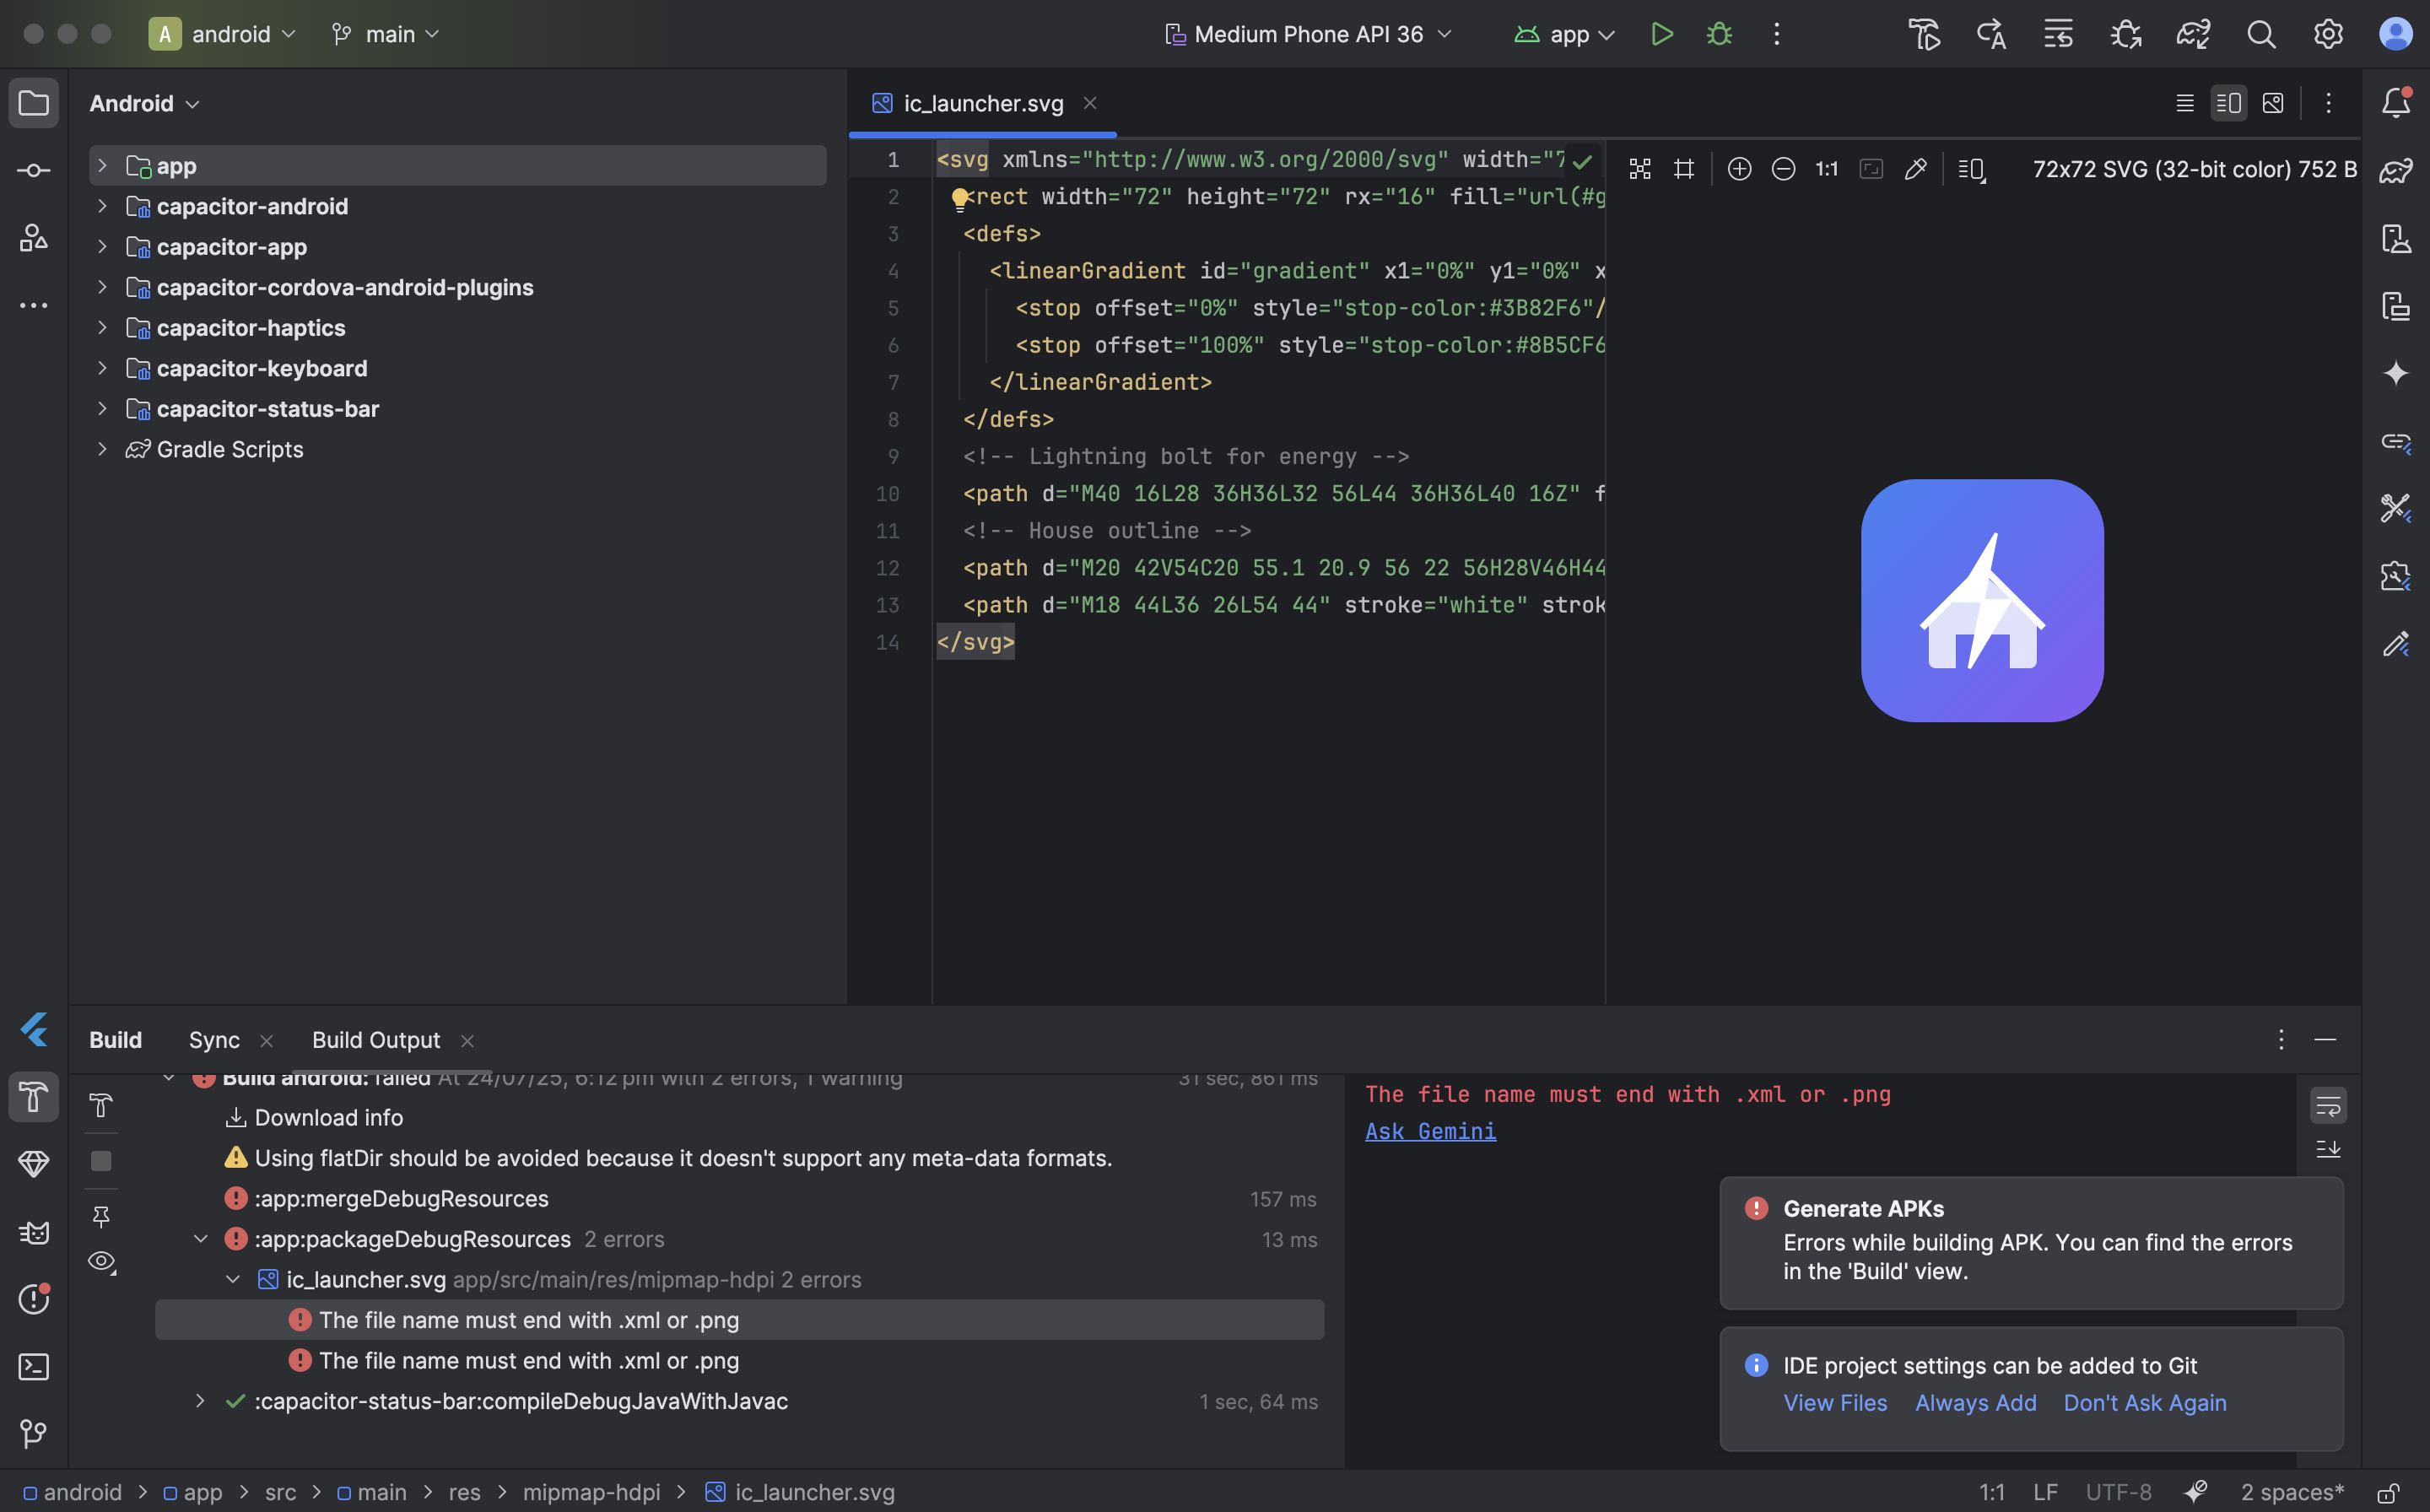 A android main
Medium Phone API 36 app
Android
app
capacitor-android
capacitor-app
capacitor-cordova-android-plugins
capacitor-haptics
capacitor-keyboard
capacitor-status-bar
Gradle Scripts
ic_launcher.svg
1 <svg xmlns="http://www.w3.org/2000/svg" width="7
2 <rect width="72" height="72" rx="16" fill="url(#g
3 <defs>
4 <linearGradient id="gradient" x1="0%" y1="0%" x
5 <stop offset="0%" style="stop-color:#3B82F6"/
6 <stop offset="100%" style="stop-color:#8B5CF6
7 </linearGradient>
8 </defs>
9 <!-- Lightning bolt for energy -->
10 <path d="M40 16L28 36H36L32 56L44 36H36L40 16Z" f
11 <!-- House outline -->
12 <path d="M20 42V54C20 55.1 20.9 56 22 56H28V46H44
13 <path d="M18 44L36 26L54 44" stroke="white" strok
14 </svg>
1:1 72x72 SVG (32-bit color) 752 B
Build Sync Build Output
Build android: failed At 24/07/25, 6:12 pm with 2 errors, 1 warning 31 sec, 861 ms
Download info
Using flatDir should be avoided because it doesn't support any meta-data formats.
:app:mergeDebugResources 157 ms
:app:packageDebugResources 2 errors 13 ms
ic_launcher.svg app/src/main/res/mipmap-hdpi 2 errors
The file name must end with .xml or .png
The file name must end with .xml or .png
:capacitor-status-bar:compileDebugJavaWithJavac 1 sec, 64 ms
The file name must end with .xml or .png
Ask Gemini
Generate APKs
Errors while building APK. You can find the errors
in the 'Build' view.
IDE project settings can be added to Git
View Files Always Add Don't Ask Again
android > app > src > main > res > mipmap-hdpi > ic_launcher.svg
1:1 LF UTF-8 2 spaces*